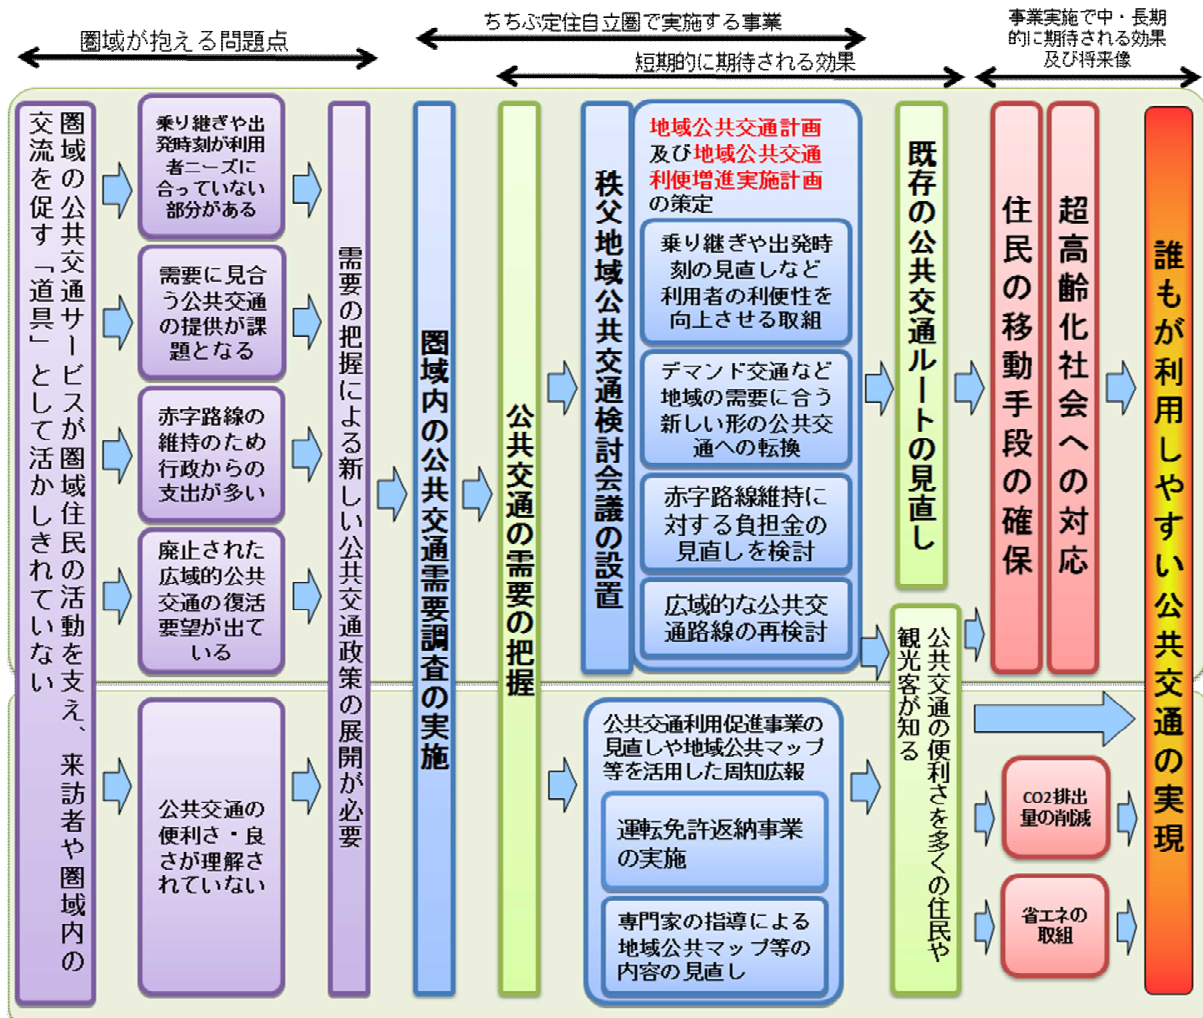 圏域が抱える問題点
ちちぶ定住自立圏で実施する事業
短期的に期待される効果
事業実施で中・長期
的に期待される効果
及び将来像
圏域の公共交通サービスが圏域住民の活動を支え、来訪者や圏域内の
交流を促す「道具」として活かしきれていない
乗り継ぎや出
発時刻が利用
者ニーズに
合っていない
部分がある
需要に見合
う公共交通
の提供が課
題となる
赤字路線の
維持のため
行政からの
支出が多い
廃止された
広域的公共
交通の復活
要望が出て
いる
公共交通の
便利さ・良
さが理解さ
れていない
需要の把握による新しい公共交通政策の展開が必要
圏域内の公共交通需要調査の実施
公共交通の需要の把握
秩父地域公共交通検討会議の設置
地域公共交通計画
及び地域公共交通
利便増進実施計画
の策定
乗り継ぎや出発時
刻の見直しなど
利用者の利便性を
向上させる取組
デマンド交通など
地域の需要に合う
新しい形の公共交
通への転換
赤字路線維持に
対する負担金の
見直しを検討
広域的な公共交
通路線の再検討
公共交通利用促進事業の
見直しや地域公共マップ
等を活用した周知広報
運転免許返納事業
の実施
専門家の指導による
地域公共マップ等の
内容の見直し
既存の公共交通ルートの見直し
公共交通の便利さを多くの住民や
観光客が知る
住民の移動手段の確保
超高齢化社会への対応
CO2排出
量の削減
省エネの
取組
誰もが利用しやすい公共交通の実現